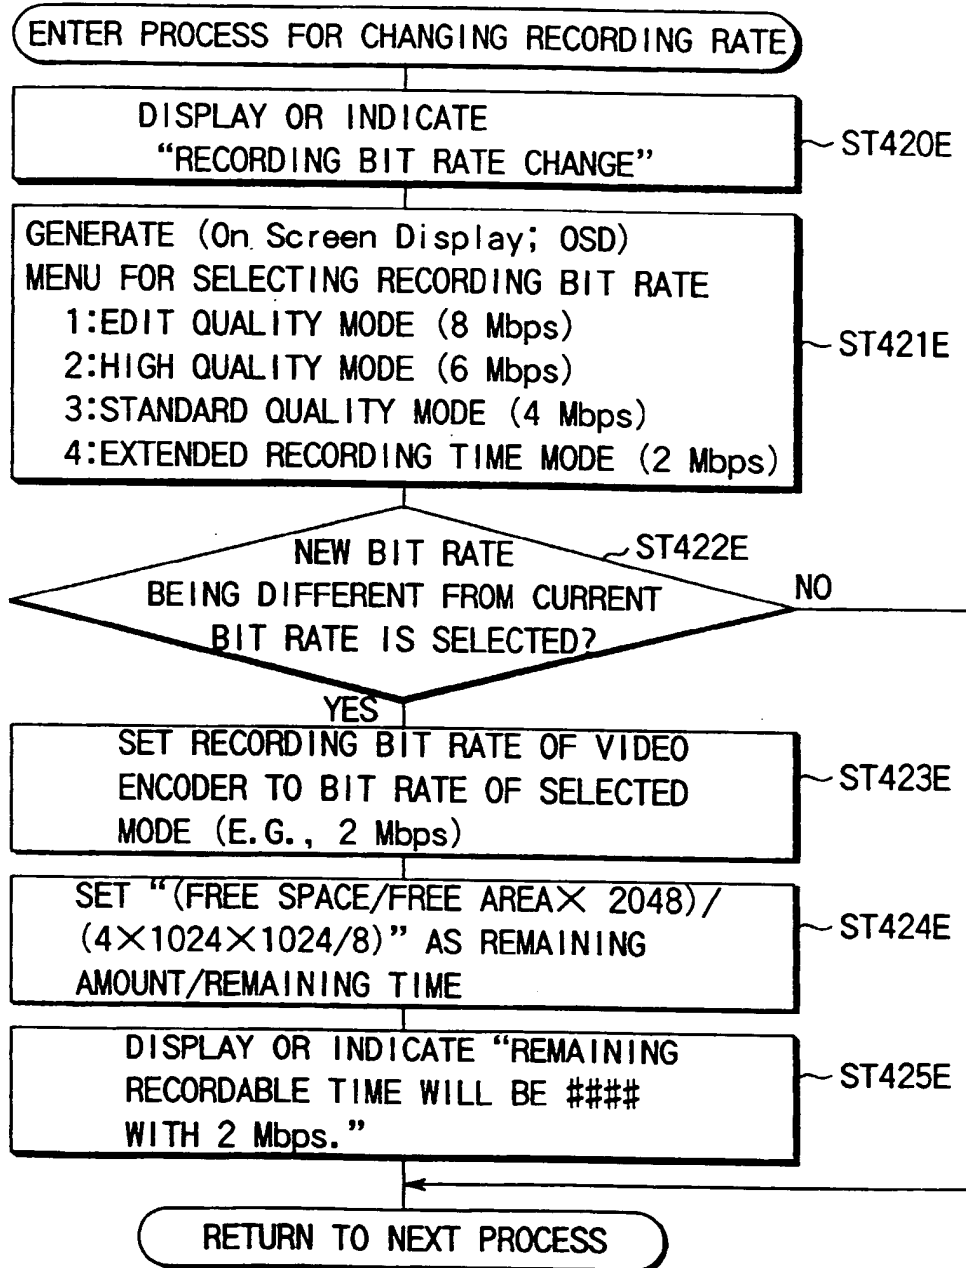 ENTER PROCESS FOR CHANGING RECORDING RATE
DISPLAY OR INDICATE
“RECORDING BIT RATE CHANGE”
ST420E
GENERATE (On Screen Display; OSD)
MENU FOR SELECTING RECORDING BIT RATE
1:EDIT QUALITY MODE (8 Mbps)
2:HIGH QUALITY MODE (6 Mbps)
3:STANDARD QUALITY MODE (4 Mbps)
4:EXTENDED RECORDING TIME MODE (2 Mbps)
ST421E
NEW BIT RATE
BEING DIFFERENT FROM CURRENT
BIT RATE IS SELECTED?
ST422E
NO
YES
SET RECORDING BIT RATE OF VIDEO
ENCODER TO BIT RATE OF SELECTED
MODE (E.G., 2 Mbps)
ST423E
SET “(FREE SPACE/FREE AREA× 2048)/
(4×1024×1024/8)” AS REMAINING
AMOUNT/REMAINING TIME
ST424E
DISPLAY OR INDICATE “REMAINING
RECORDABLE TIME WILL BE ####
WITH 2 Mbps.”
ST425E
RETURN TO NEXT PROCESS